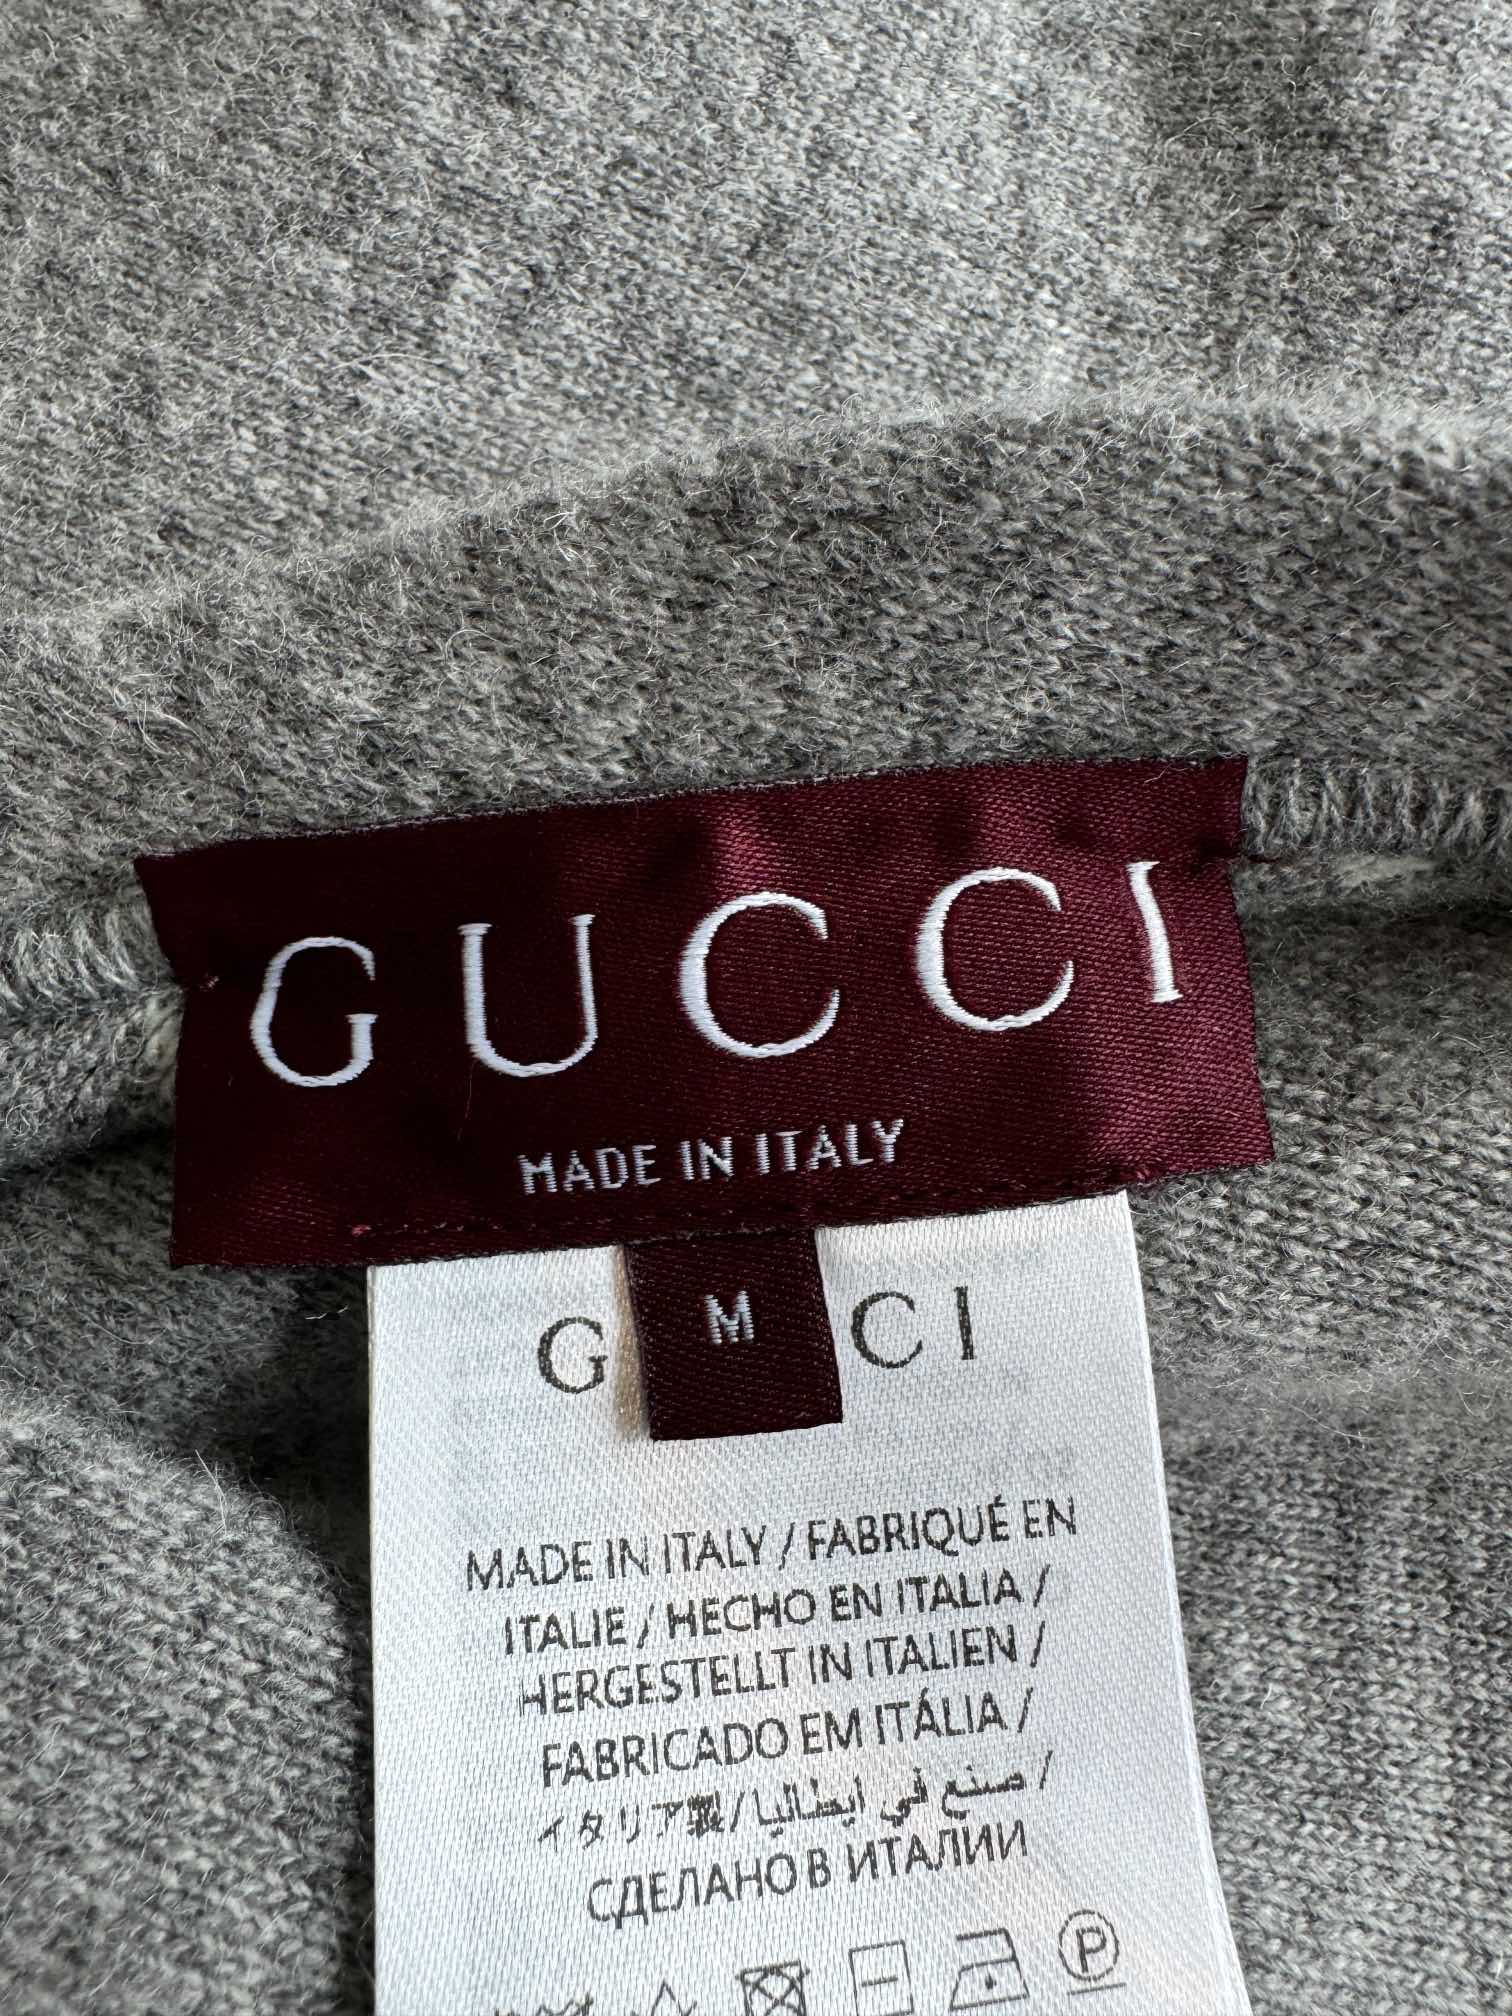 GUCCI
MADE IN ITALY
M
G CI
MADE IN ITALY / FABRIQUÉ EN
ITALIE / HECHO EN ITALIA /
HERGESTELLT IN ITALIEN /
FABRICADO EM ITÁLIA /
صنع في ايطاليا / イタリア製 /
СДЕЛАНО В ИТАЛИИ
P